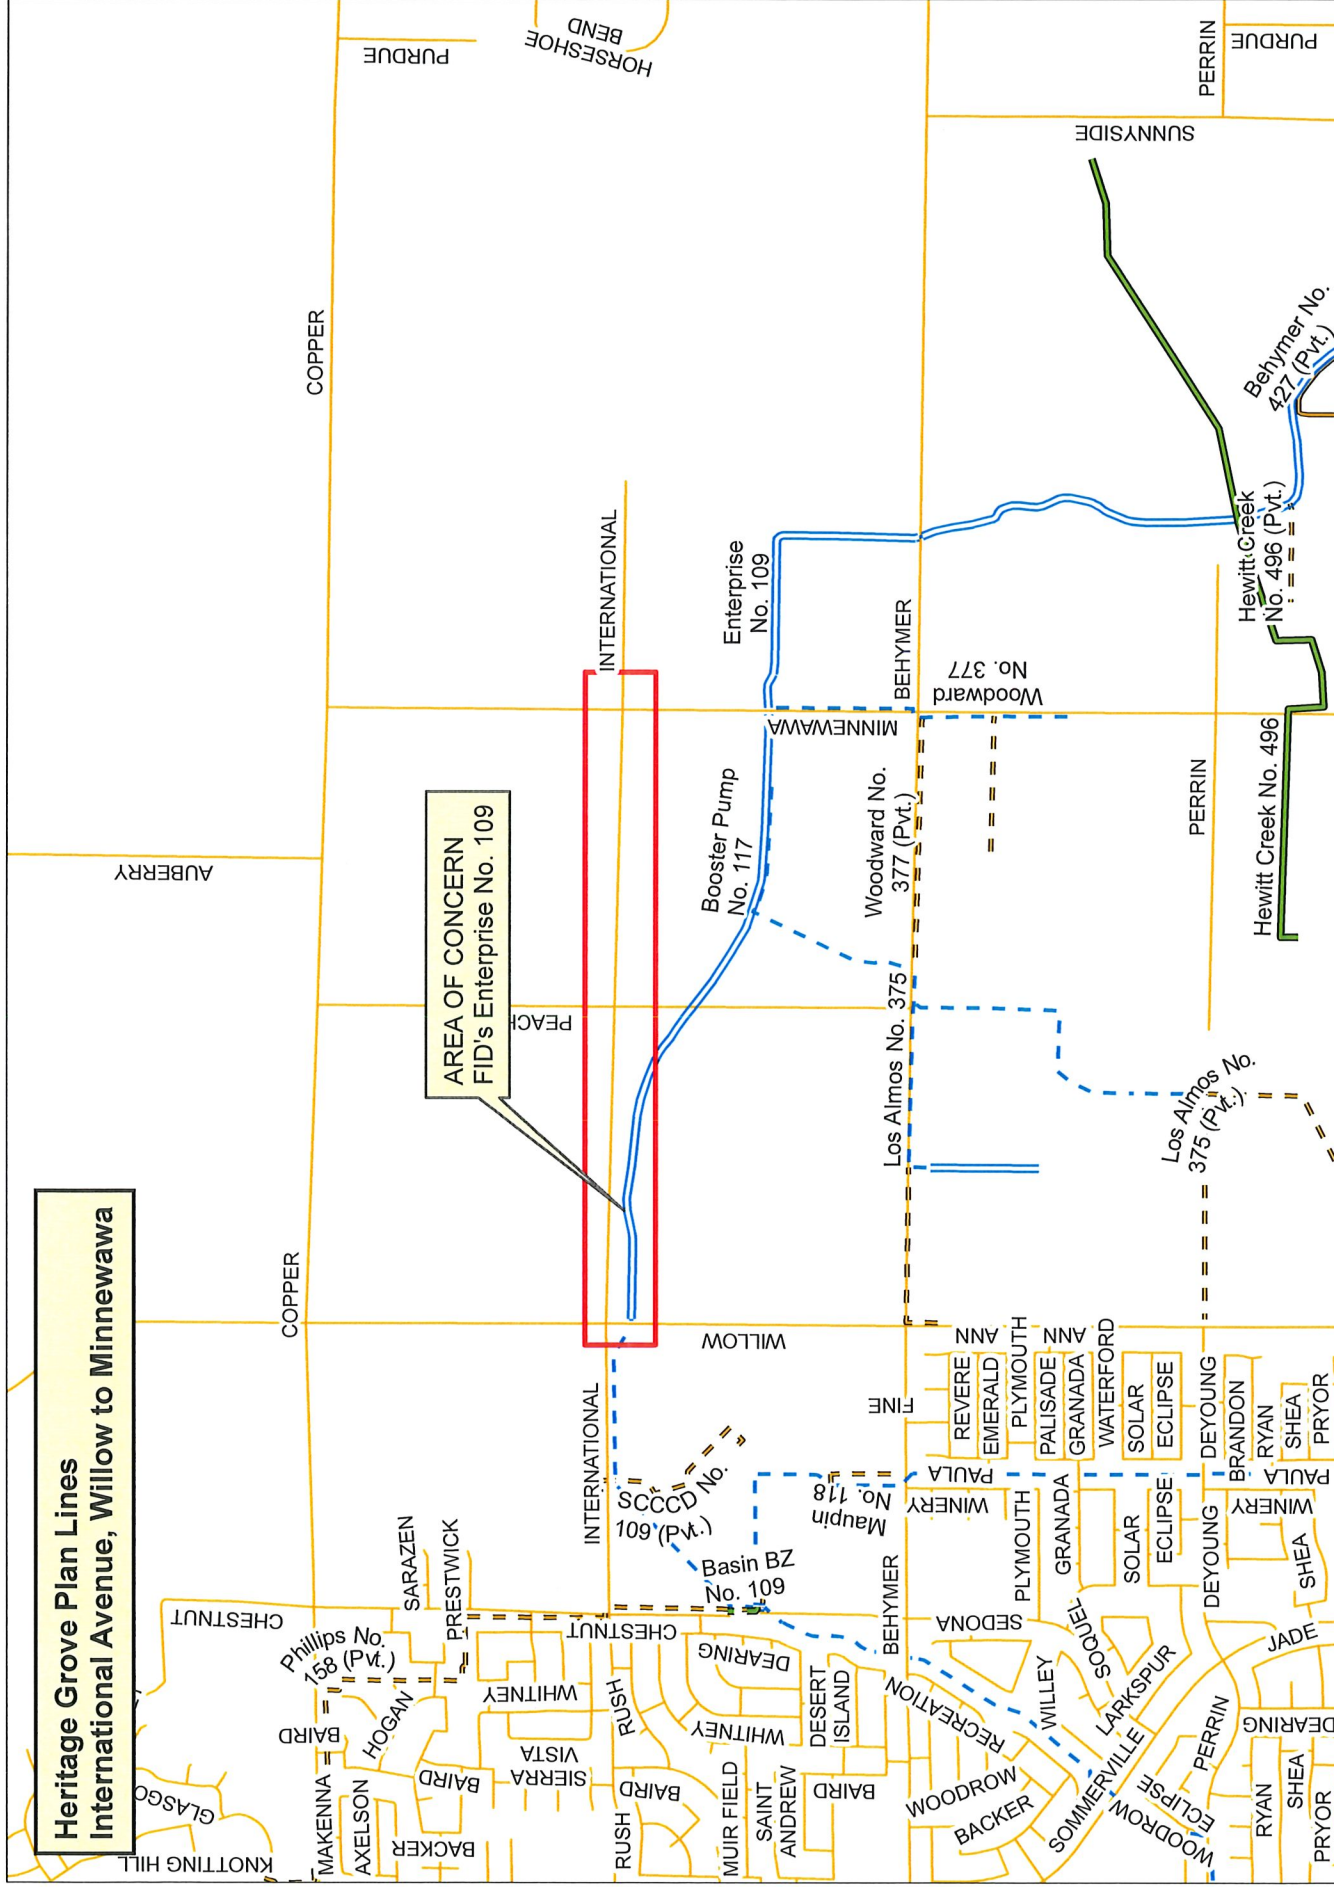 Heritage Grove Plan Lines
International Avenue, Willow to Minnewawa
AREA OF CONCERN
FID's Enterprise No. 109
COPPER
COPPER
AUBERRY
PURDUE
HORSESHOE
BEND
PERRIN
PURDUE
SUNNYSIDE
INTERNATIONAL
Enterprise
No. 109
BEHYMER
Woodward
No. 377
MINNEWAWA
Booster Pump
No. 117
Woodward No.
377 (Pvt.)
PEACH
Los Almos No. 375
Los Almos No.
375 (Pvt.)
PERRIN
Hewitt Creek No. 496
Hewitt Creek
No. 496 (Pvt.)
Behymer No.
427 (Pvt.)
WILLOW
INTERNATIONAL
SCCCD No.
109 (Pvt.)
Basin BZ
No. 109
Maupin
No. 118
FINE
ANN
ANN
REVERE
EMERALD
PLYMOUTH
PALISADE
GRANADA
WATERFORD
SOLAR
ECLIPSE
DEYOUNG
BRANDON
RYAN
SHEA
PRYOR
PAULA
PAULA
WINERY
WINERY
PLYMOUTH
GRANADA
SOLAR
ECLIPSE
DEYOUNG
SHEA
BEHYMER
SEDONA
SOQUEL
WILLEY
LARKSPUR
JADE
CHESTNUT
CHESTNUT
SARAZEN
PRESTWICK
Phillips No.
158 (Pvt.)
BAIRD
HOGAN
WHITNEY
RUSH
DEARING
WHITNEY
DESERT
ISLAND
RECREATION
SIERRA
VISTA
BAIRD
BAIRD
BAIRD
GLASGO
KNOTTING HILL
MAKENNA
AXELSON
BACKER
RUSH
MUIR FIELD
SAINT
ANDREW
WOODROW
BACKER
SOMMERVILLE
WOODROW
ECLIPSE
PERRIN
DEARING
RYAN
SHEA
PRYOR